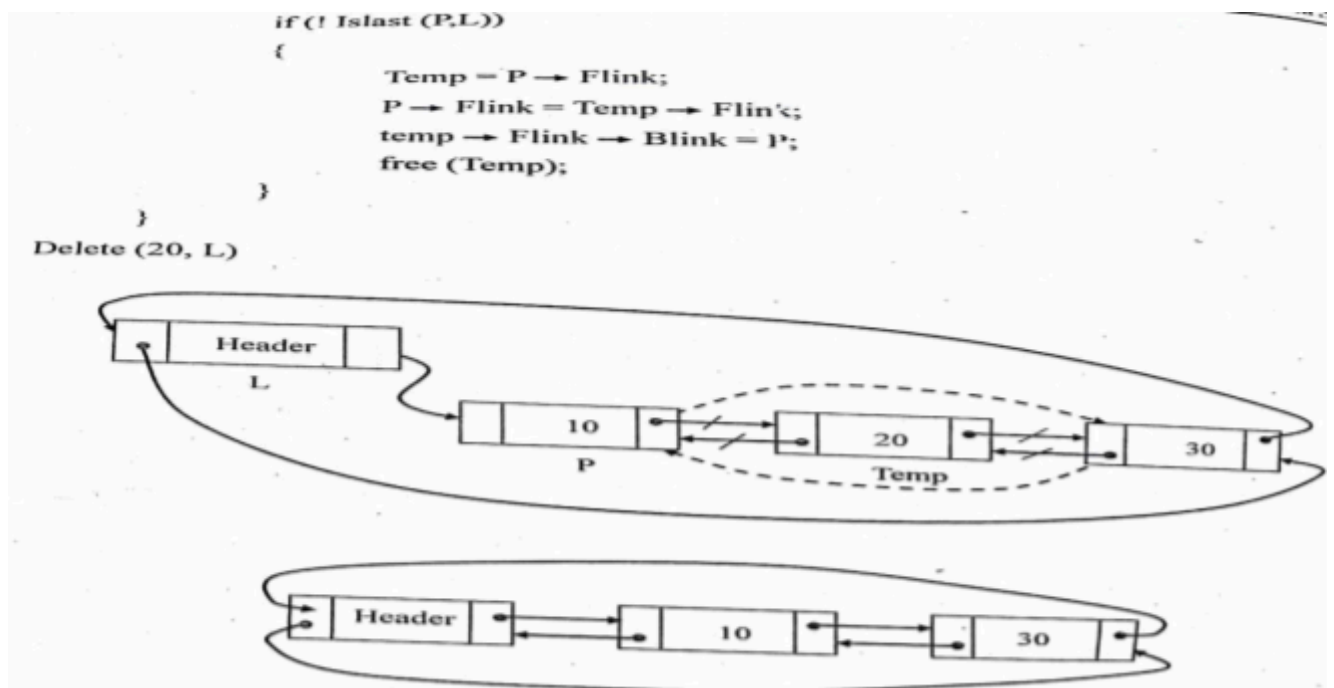 if (! Islast (P,L))
{
Temp = P → Flink;
P → Flink = Temp → Flink;
temp → Flink → Blink = P;
free (Temp);
}
}
Delete (20, L)
Header
L
10
P
20
Temp
30
Header
10
30